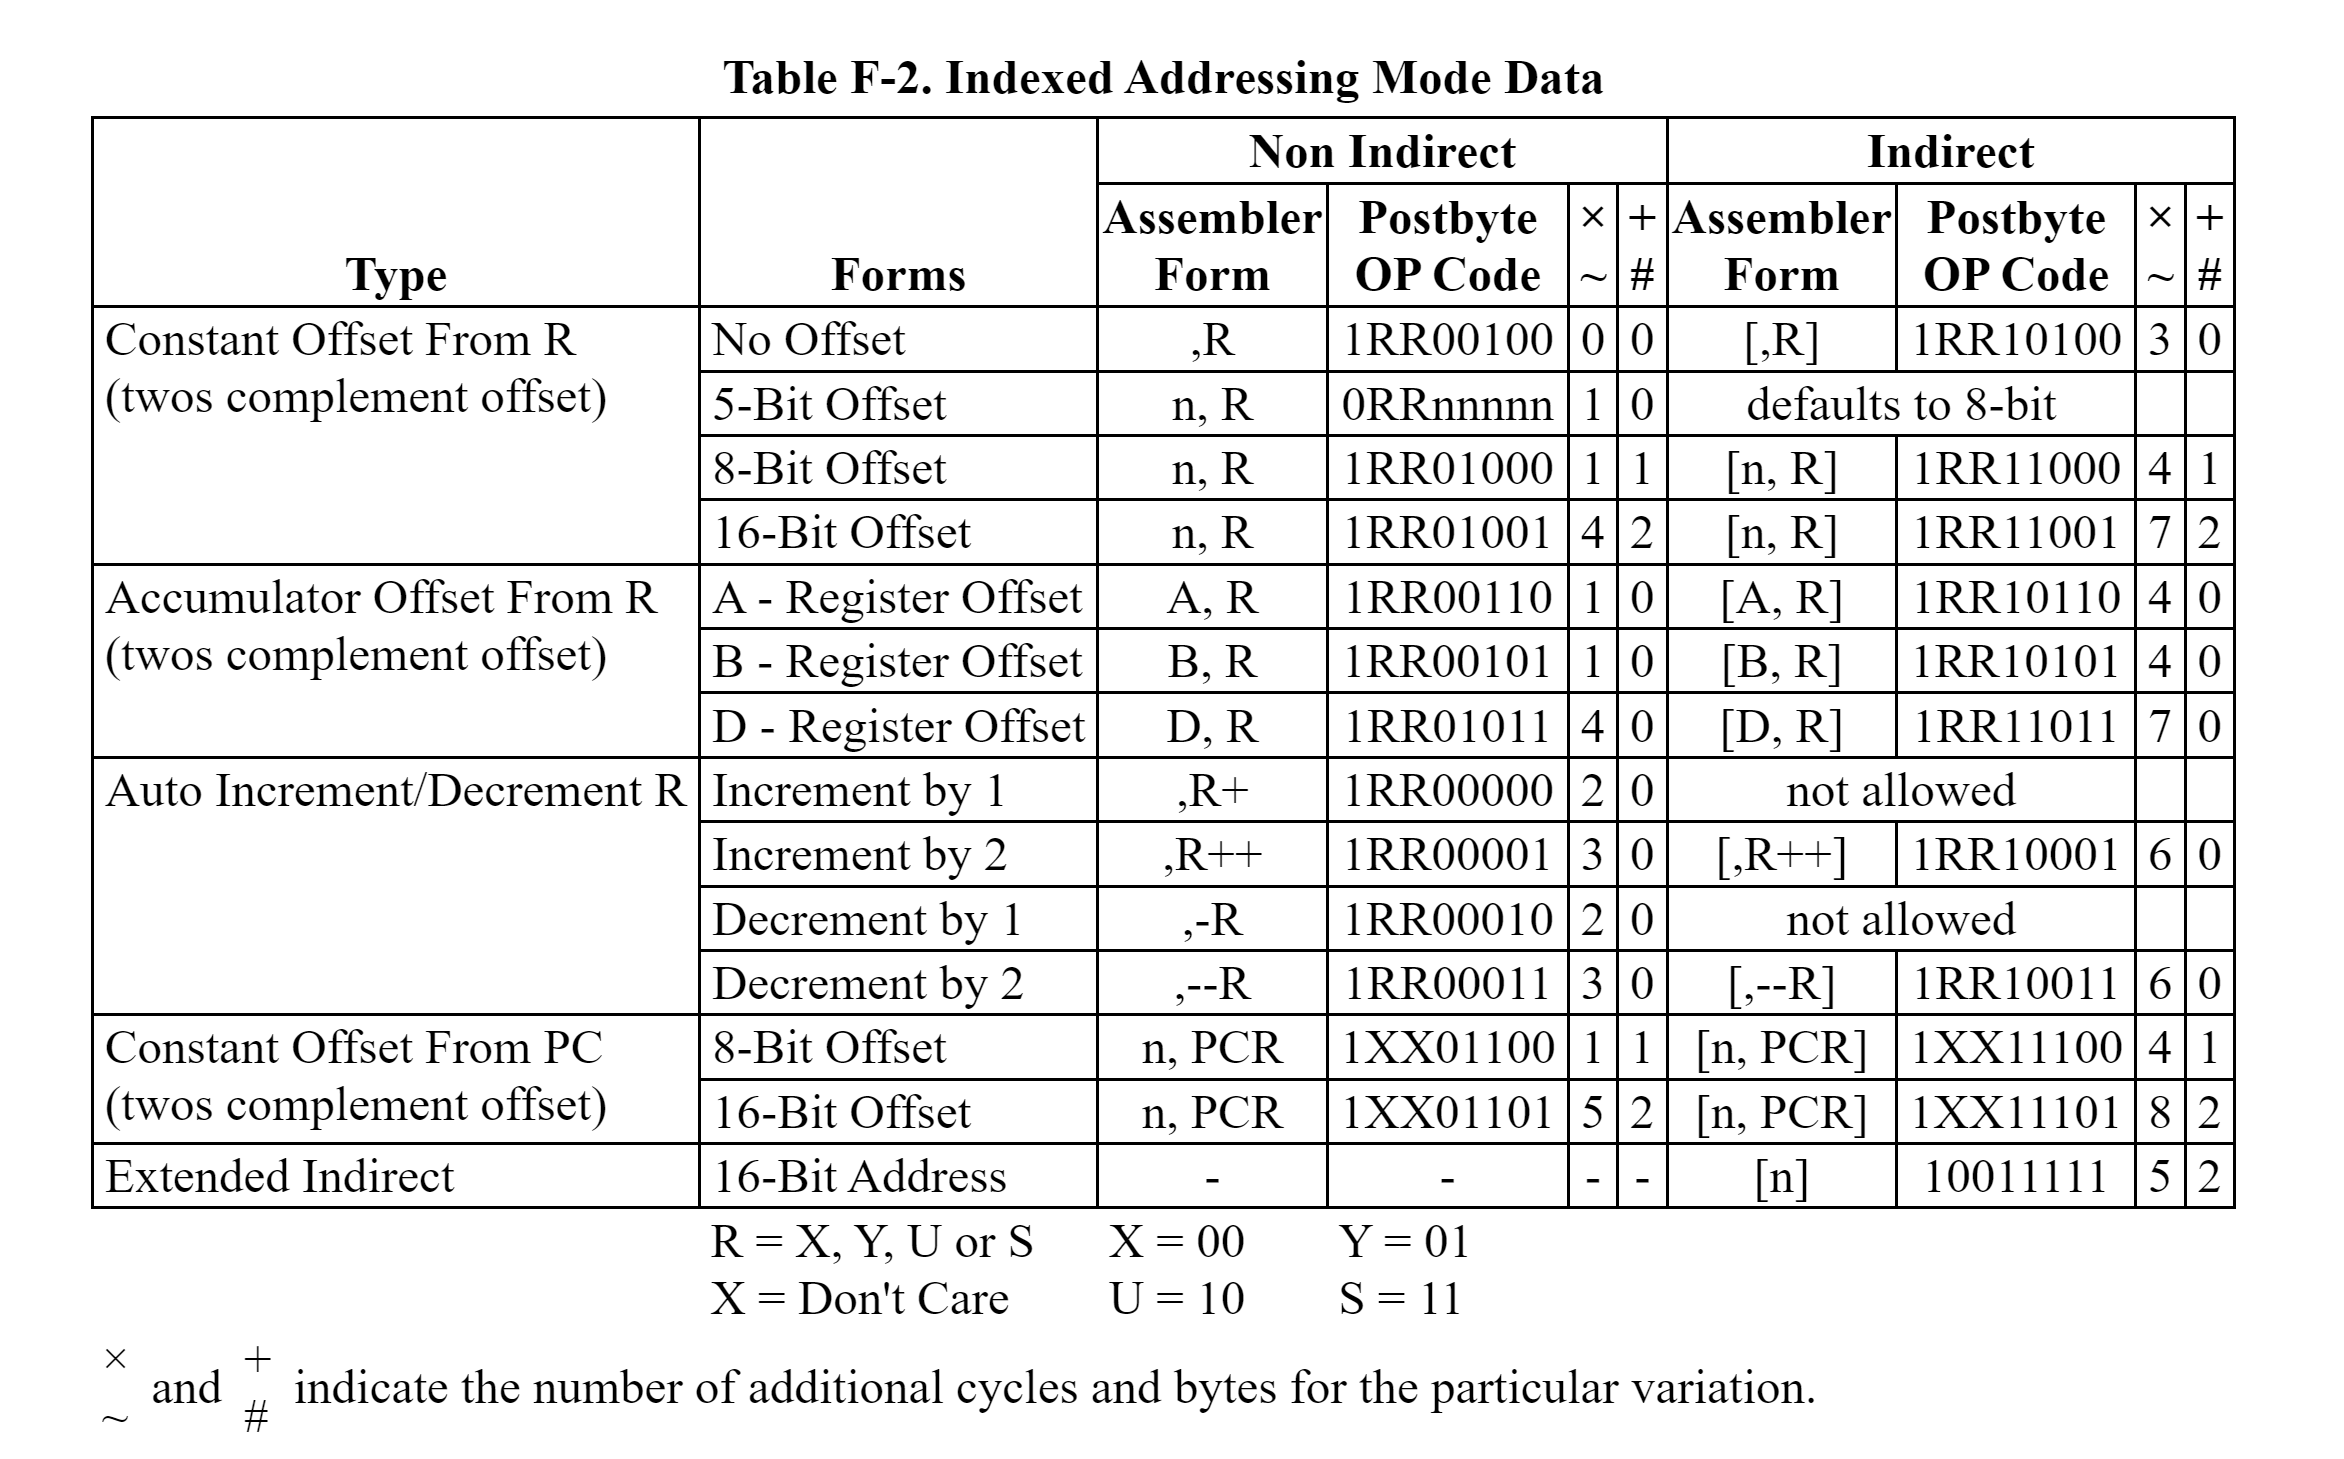 Table F-2. Indexed Addressing Mode Data
Non Indirect Indirect
Assembler Postbyte × + Assembler Postbyte × +
Type Forms Form OP Code ~ # Form OP Code ~ #
Constant Offset From R No Offset ,R 1RR00100 0 0 [,R] 1RR10100 3 0
(twos complement offset) 5-Bit Offset n, R 0RRnnnnn 1 0 defaults to 8-bit
8-Bit Offset n, R 1RR01000 1 1 [n, R] 1RR11000 4 1
16-Bit Offset n, R 1RR01001 4 2 [n, R] 1RR11001 7 2
Accumulator Offset From R A - Register Offset A, R 1RR00110 1 0 [A, R] 1RR10110 4 0
(twos complement offset) B - Register Offset B, R 1RR00101 1 0 [B, R] 1RR10101 4 0
D - Register Offset D, R 1RR01011 4 0 [D, R] 1RR11011 7 0
Auto Increment/Decrement R Increment by 1 ,R+ 1RR00000 2 0 not allowed
Increment by 2 ,R++ 1RR00001 3 0 [,R++] 1RR10001 6 0
Decrement by 1 ,-R 1RR00010 2 0 not allowed
Decrement by 2 ,--R 1RR00011 3 0 [,--R] 1RR10011 6 0
Constant Offset From PC 8-Bit Offset n, PCR 1XX01100 1 1 [n, PCR] 1XX11100 4 1
(twos complement offset) 16-Bit Offset n, PCR 1XX01101 5 2 [n, PCR] 1XX11101 8 2
Extended Indirect 16-Bit Address - - - - [n] 10011111 5 2
R = X, Y, U or S X = 00 Y = 01
X = Don't Care U = 10 S = 11
× +
and indicate the number of additional cycles and bytes for the particular variation.
~ #